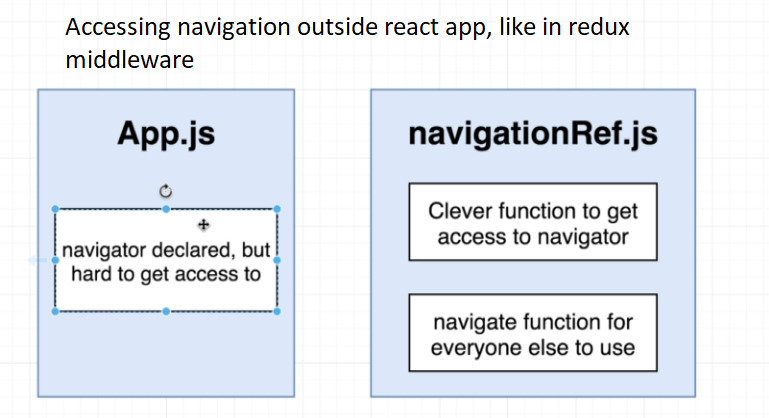 Accessing navigation outside react app, like in redux
middleware
App.js
navigator declared, but
hard to get access to
navigationRef.js
Clever function to get
access to navigator
navigate function for
everyone else to use